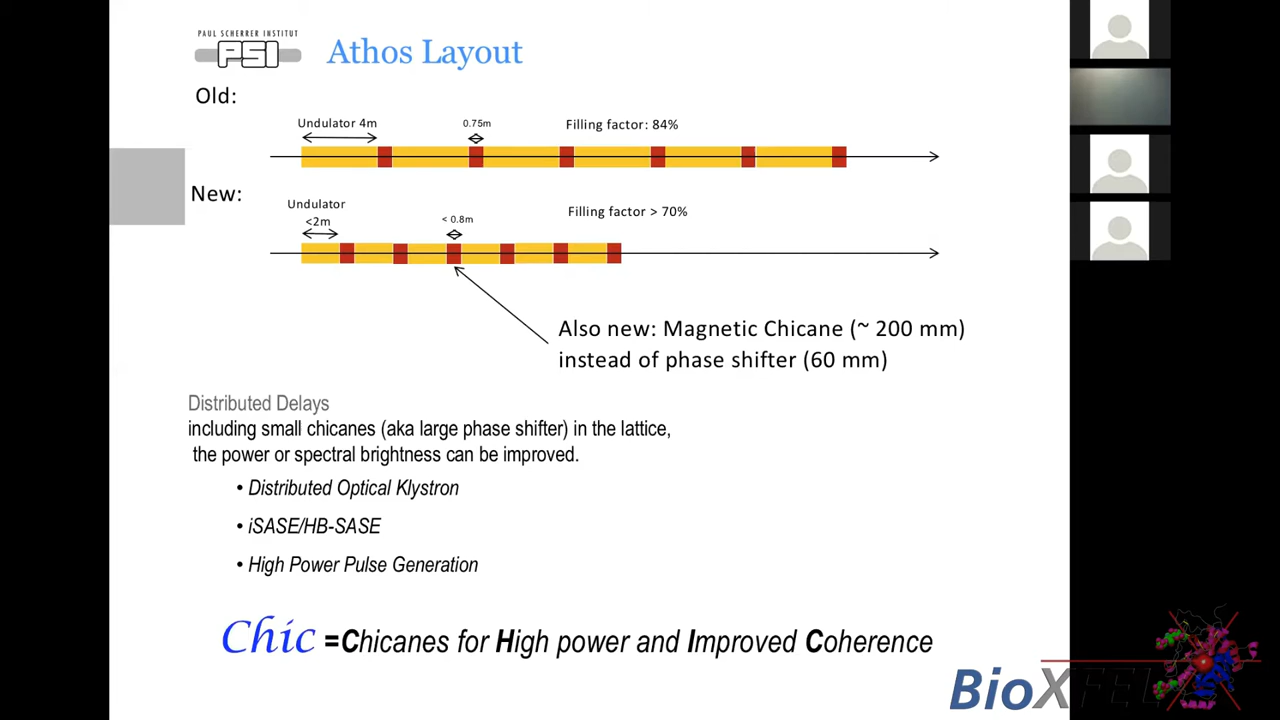 PAUL SCHERRER INSTITUT
PSI
Athos Layout
Old:
Undulator 4m
0.75m
Filling factor: 84%
New:
Undulator
<2m
< 0.8m
Filling factor > 70%
Also new: Magnetic Chicane (~ 200 mm)
instead of phase shifter (60 mm)
Distributed Delays
including small chicanes (aka large phase shifter) in the lattice,
the power or spectral brightness can be improved.
• Distributed Optical Klystron
• iSASE/HB-SASE
• High Power Pulse Generation
Chic =Chicanes for High power and Improved Coherence
BioXFEL